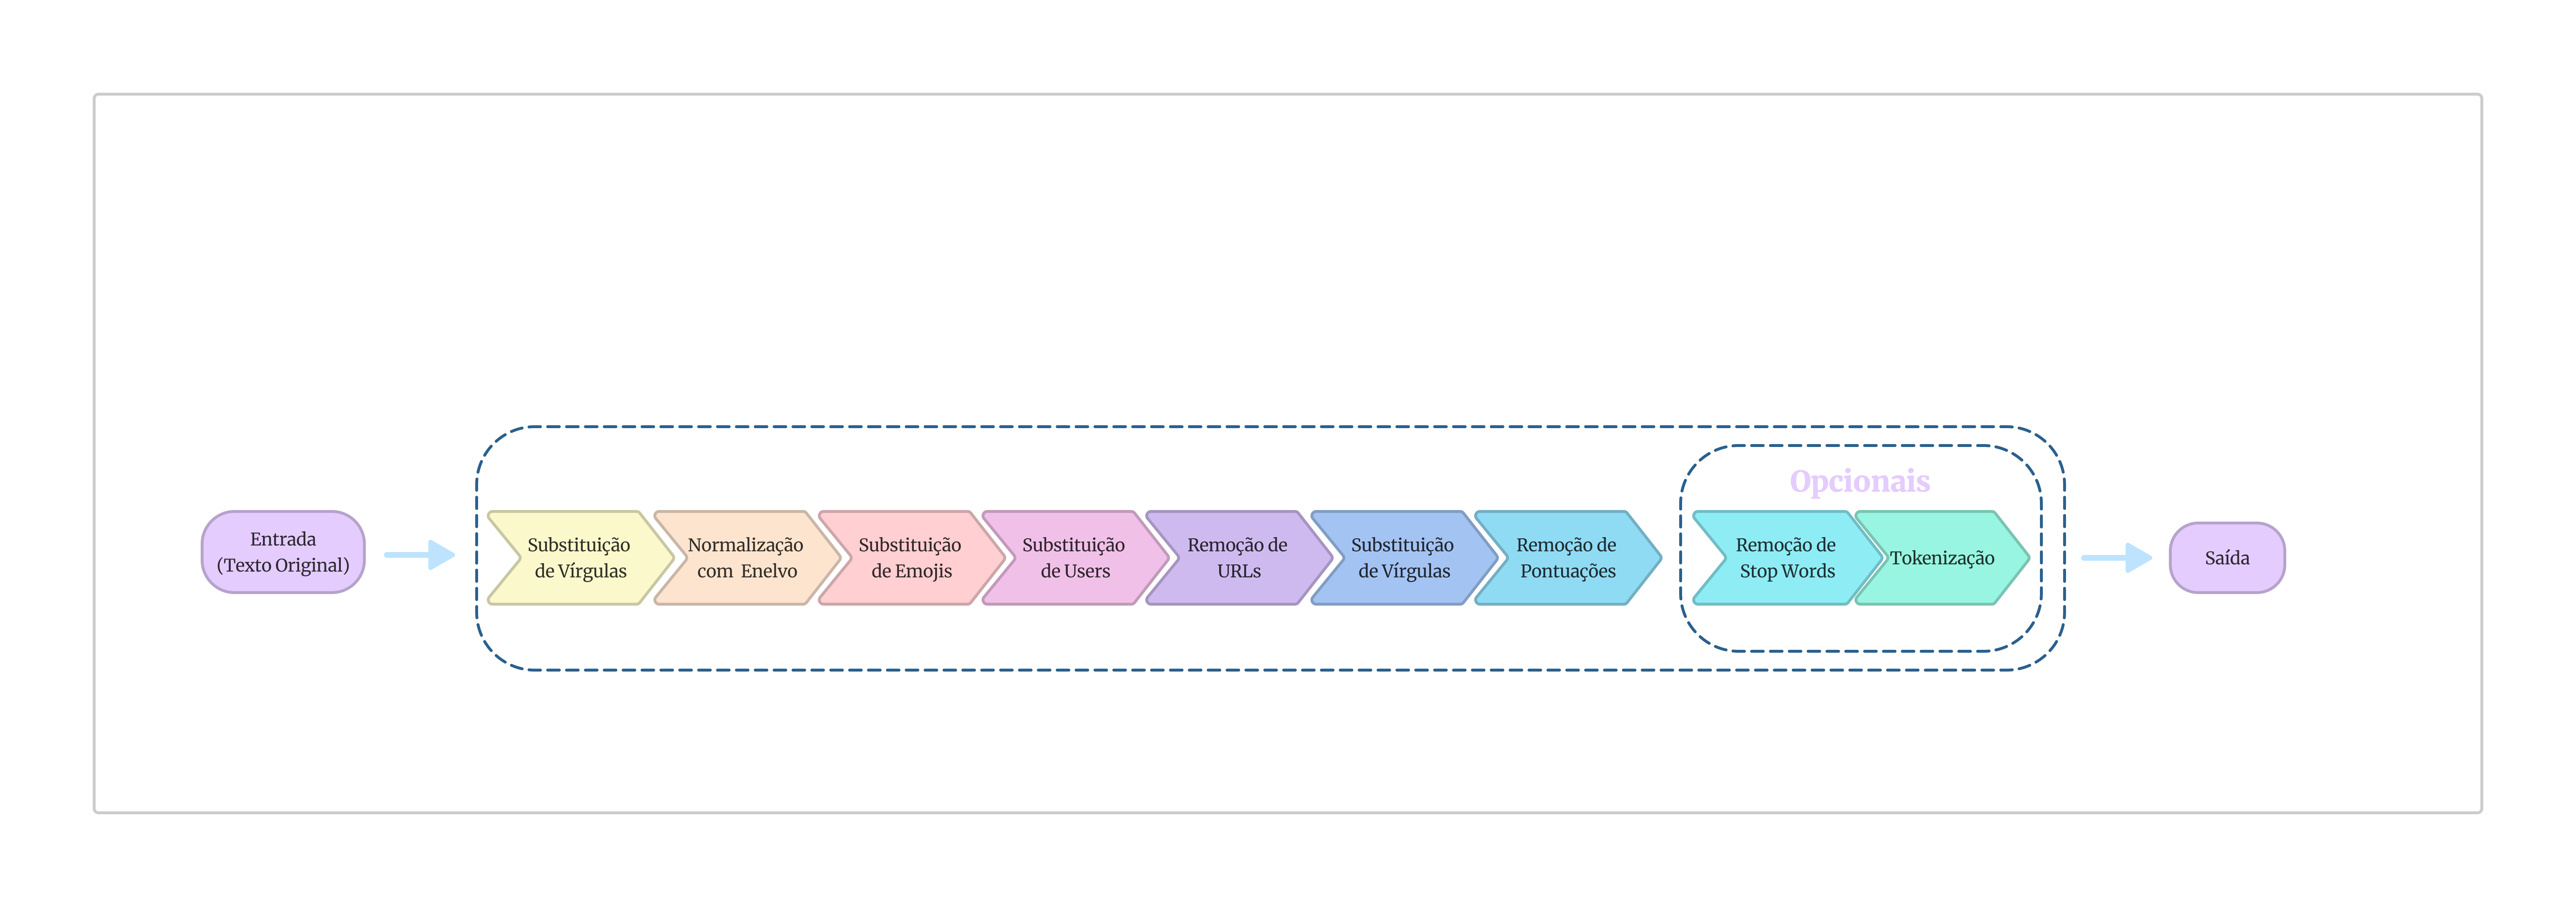 Entrada
(Texto Original)
Substituição
de Vírgulas
Normalização
com Enelvo
Substituição
de Emojis
Substituição
de Users
Remoção de
URLs
Substituição
de Vírgulas
Remoção de
Pontuações
Opcionais
Remoção de
Stop Words
Tokenização
Saída